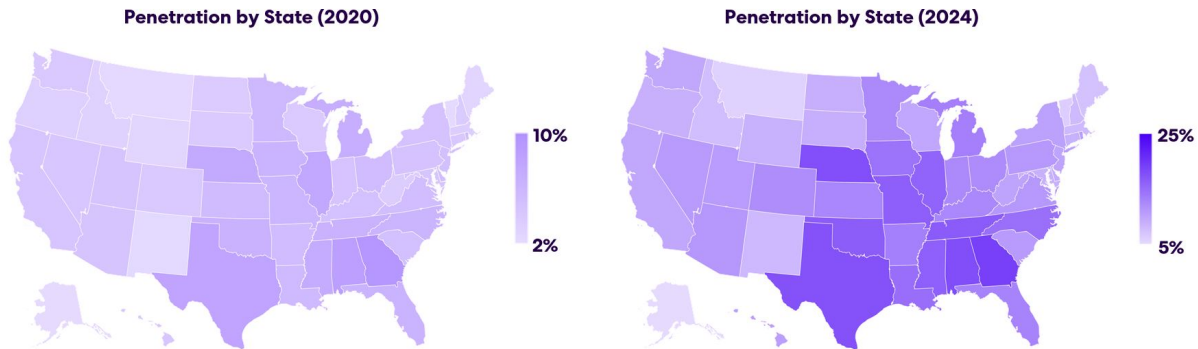 Penetration by State (2020)
Penetration by State (2024)
10%
2%
25%
5%